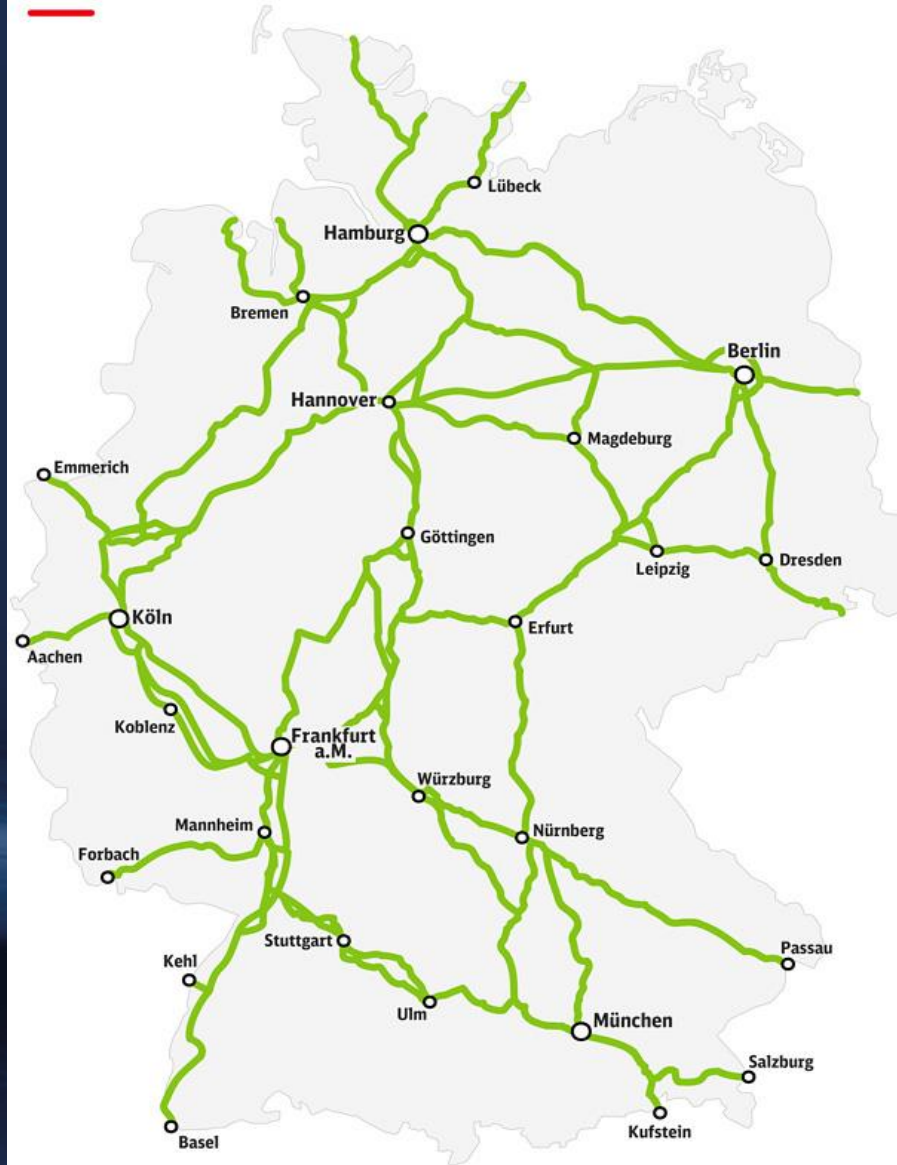 Lübeck
Hamburg
Bremen
Berlin
Hannover
Magdeburg
Emmerich
Göttingen
Leipzig
Dresden
Köln
Erfurt
Aachen
Koblenz
Frankfurt
a.M.
Würzburg
Mannheim
Nürnberg
Forbach
Stuttgart
Passau
Kehl
Ulm
München
Salzburg
Kufstein
Basel